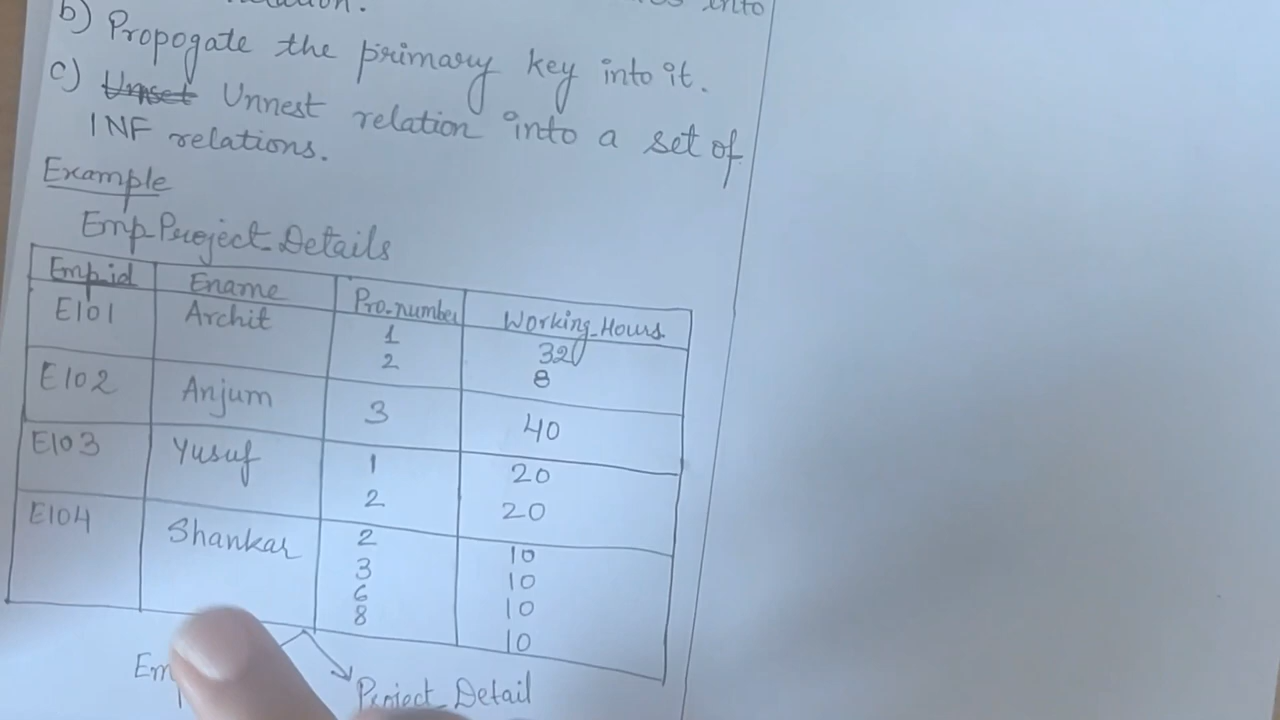 into
b) Propogate the primary key into it.
c) Unset Unnest relation into a set of
1NF relations.
Example
Emp_Project_Details
Emp_id Ename Pro_number Working_Hours
E101 Archit 1 32
2 8
E102 Anjum 3 40
E103 Yusuf 1 20
2 20
E104 Shankar 2 10
3 10
6 10
8 10
Project_Detail